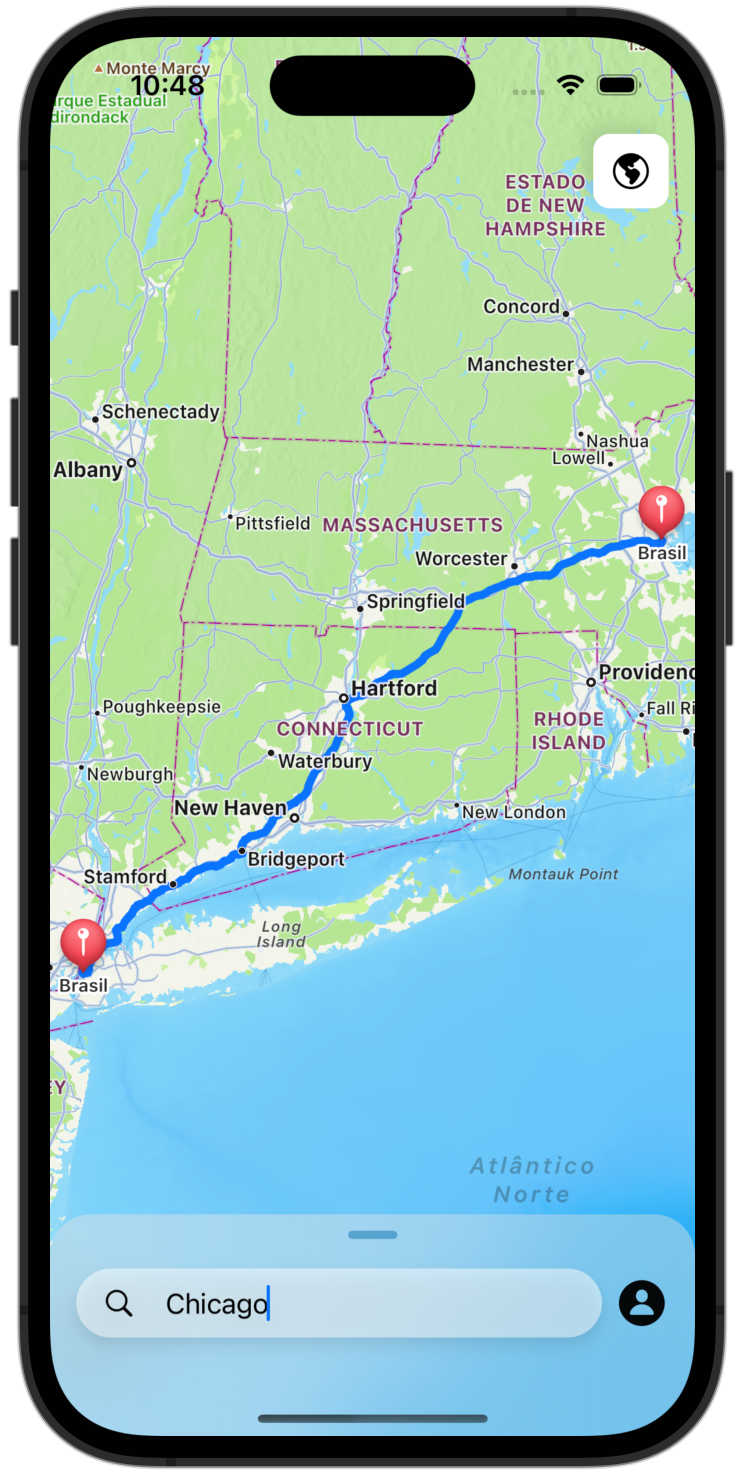 Monte Marcy
10:48
rque Estadual
dirondack
ESTADO
DE NEW
HAMPSHIRE
Concord
Manchester
Schenectady
Nashua
Lowell
Albany
Pittsfield
MASSACHUSETTS
Brasil
Worcester
Springfield
Providenc
Hartford
Poughkeepsie
Fall Ri
RHODE
ISLAND
CONNECTICUT
Waterbury
Newburgh
New Haven
New London
Bridgeport
Stamford
Montauk Point
Long
Island
Brasil
EY
Atlântico
Norte
Chicago